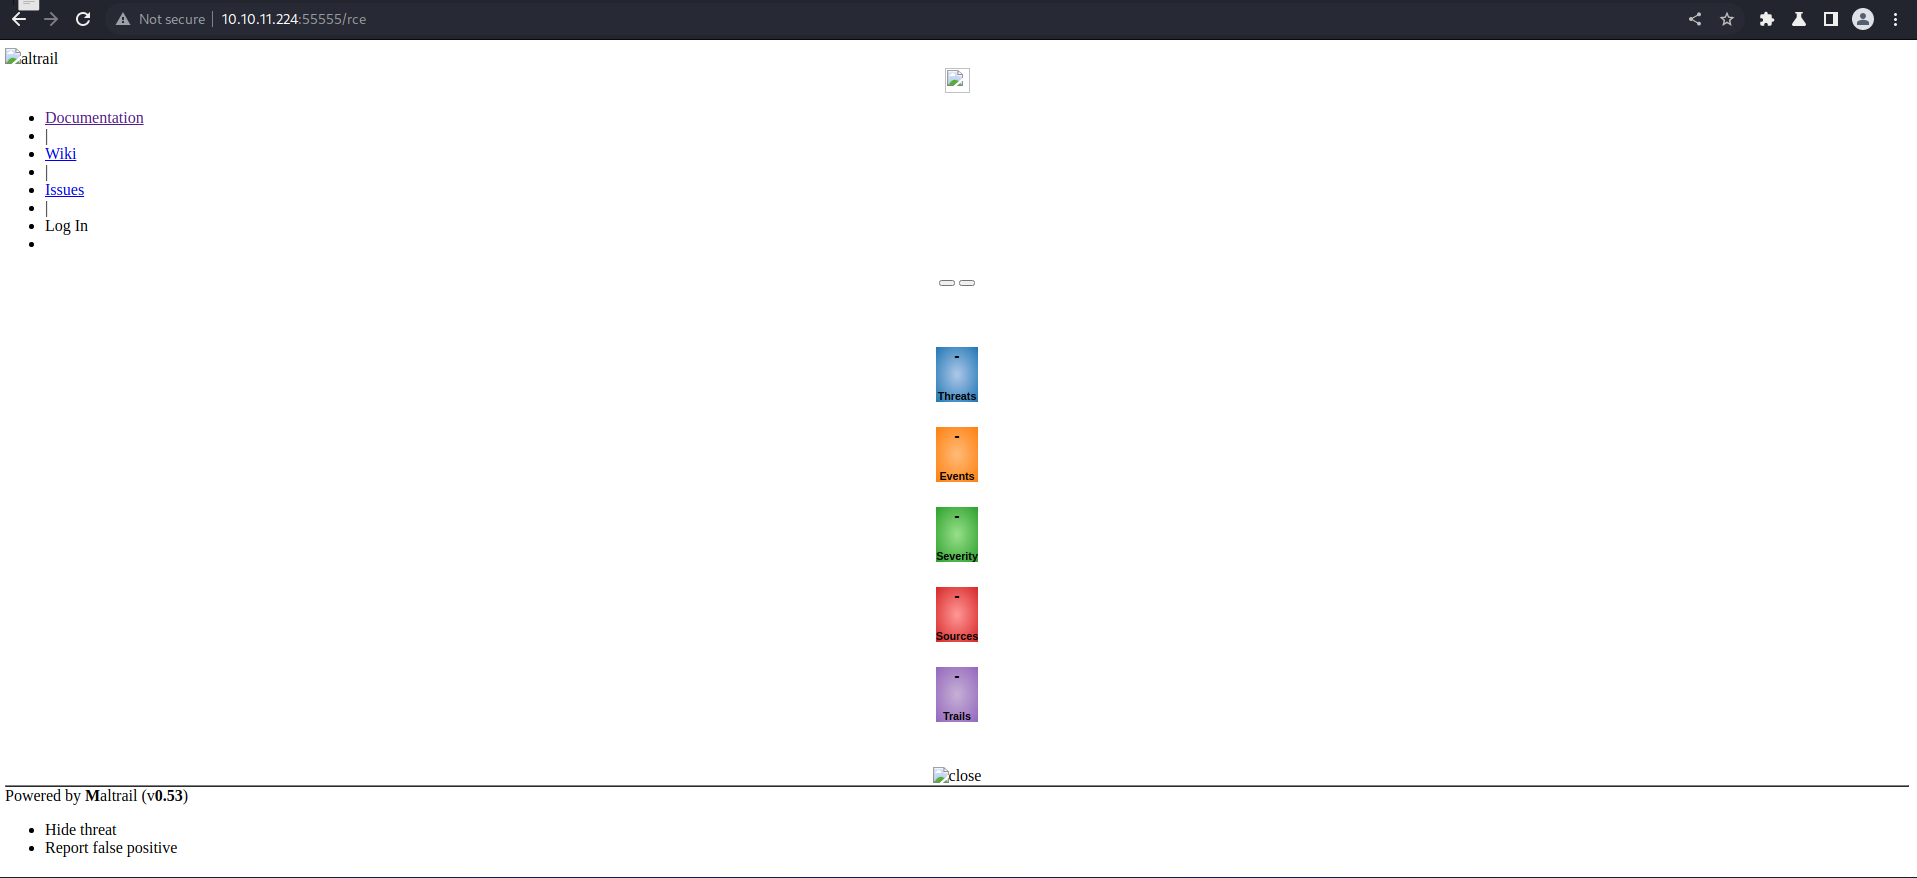 Not secure 10.10.11.224:55555/rce
altrail
Documentation
|
Wiki
|
Issues
|
Log In
-
Threats
-
Events
-
Severity
-
Sources
-
Trails
close
Powered by Maltrail (v0.53)
Hide threat
Report false positive